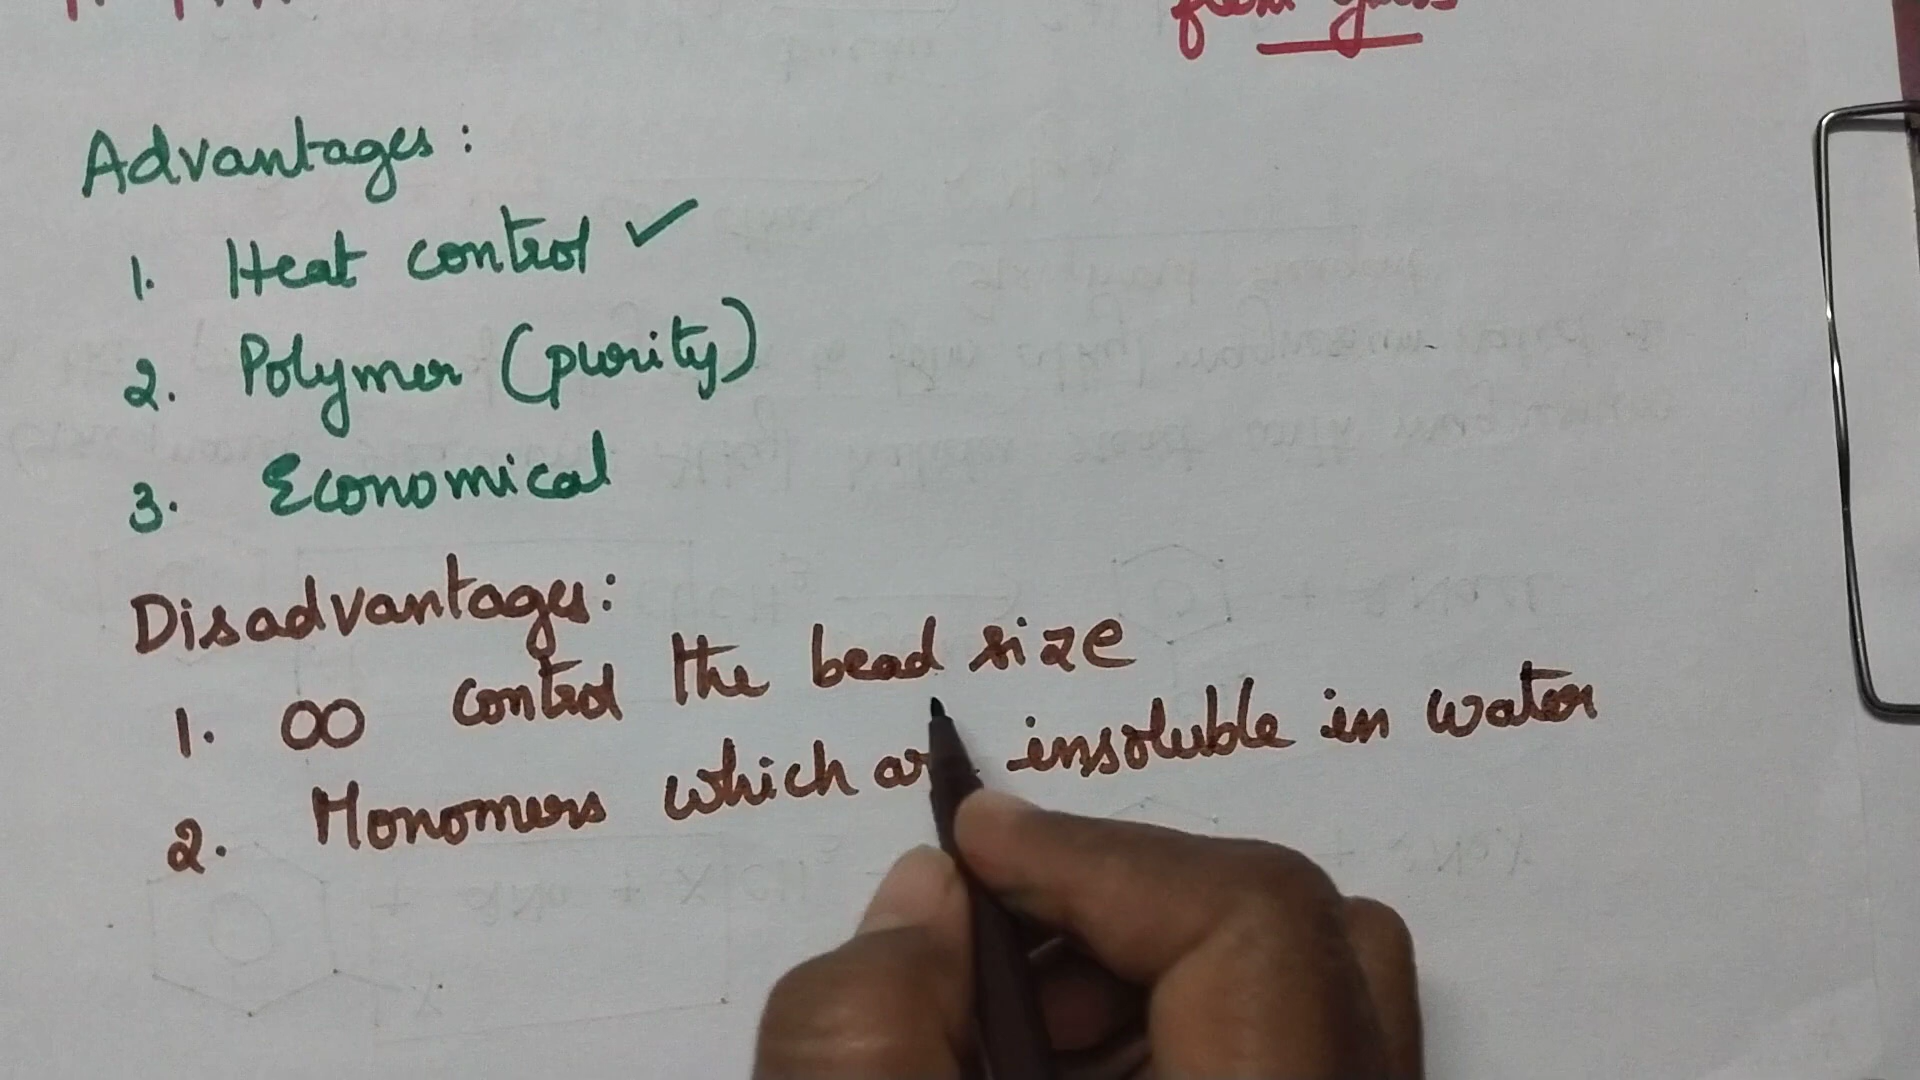 Advantages:
1. Heat control ✓
2. Polymer (purity)
3. Economical
Disadvantages:
1. ∞ control the bead size
2. Monomers which are insoluble in water